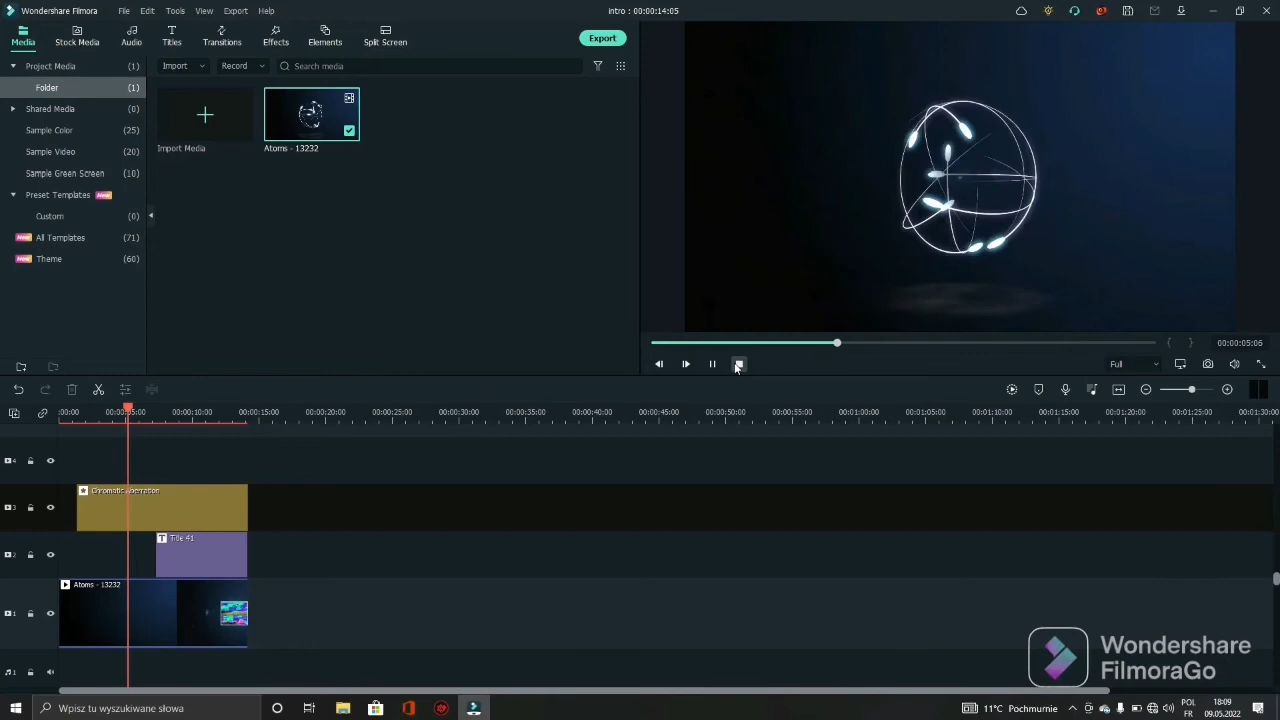 Wondershare Filmora File Edit Tools View Export Help intro : 00:00:14:05
Media Stock Media Audio Titles Transitions Effects Elements Split Screen Export
Project Media (1) Import Record Search media
Folder (1)
Shared Media (0)
Sample Color (25)
Sample Video (20) Import Media Atoms - 13232
Sample Green Screen (10)
Preset Templates New
Custom (0)
New All Templates (71)
New Theme (60)
00:00:05:06
Full
:00:00 00:00:05:00 00:00:10:00 00:00:15:00 00:00:20:00 00:00:25:00 00:00:30:00 00:00:35:00 00:00:40:00 00:00:45:00 00:00:50:00 00:00:55:00 00:01:00:00 00:01:05:00 00:01:10:00 00:01:15:00 00:01:20:00 00:01:25:00 00:01:30:00
4
3 Chromatic Aberration
2 T Title 41
1 Atoms - 13232
1
Wondershare
FilmoraGo
Wpisz tu wyszukiwane słowa 11°C Pochmurnie POL 18:09
FR 09.05.2022